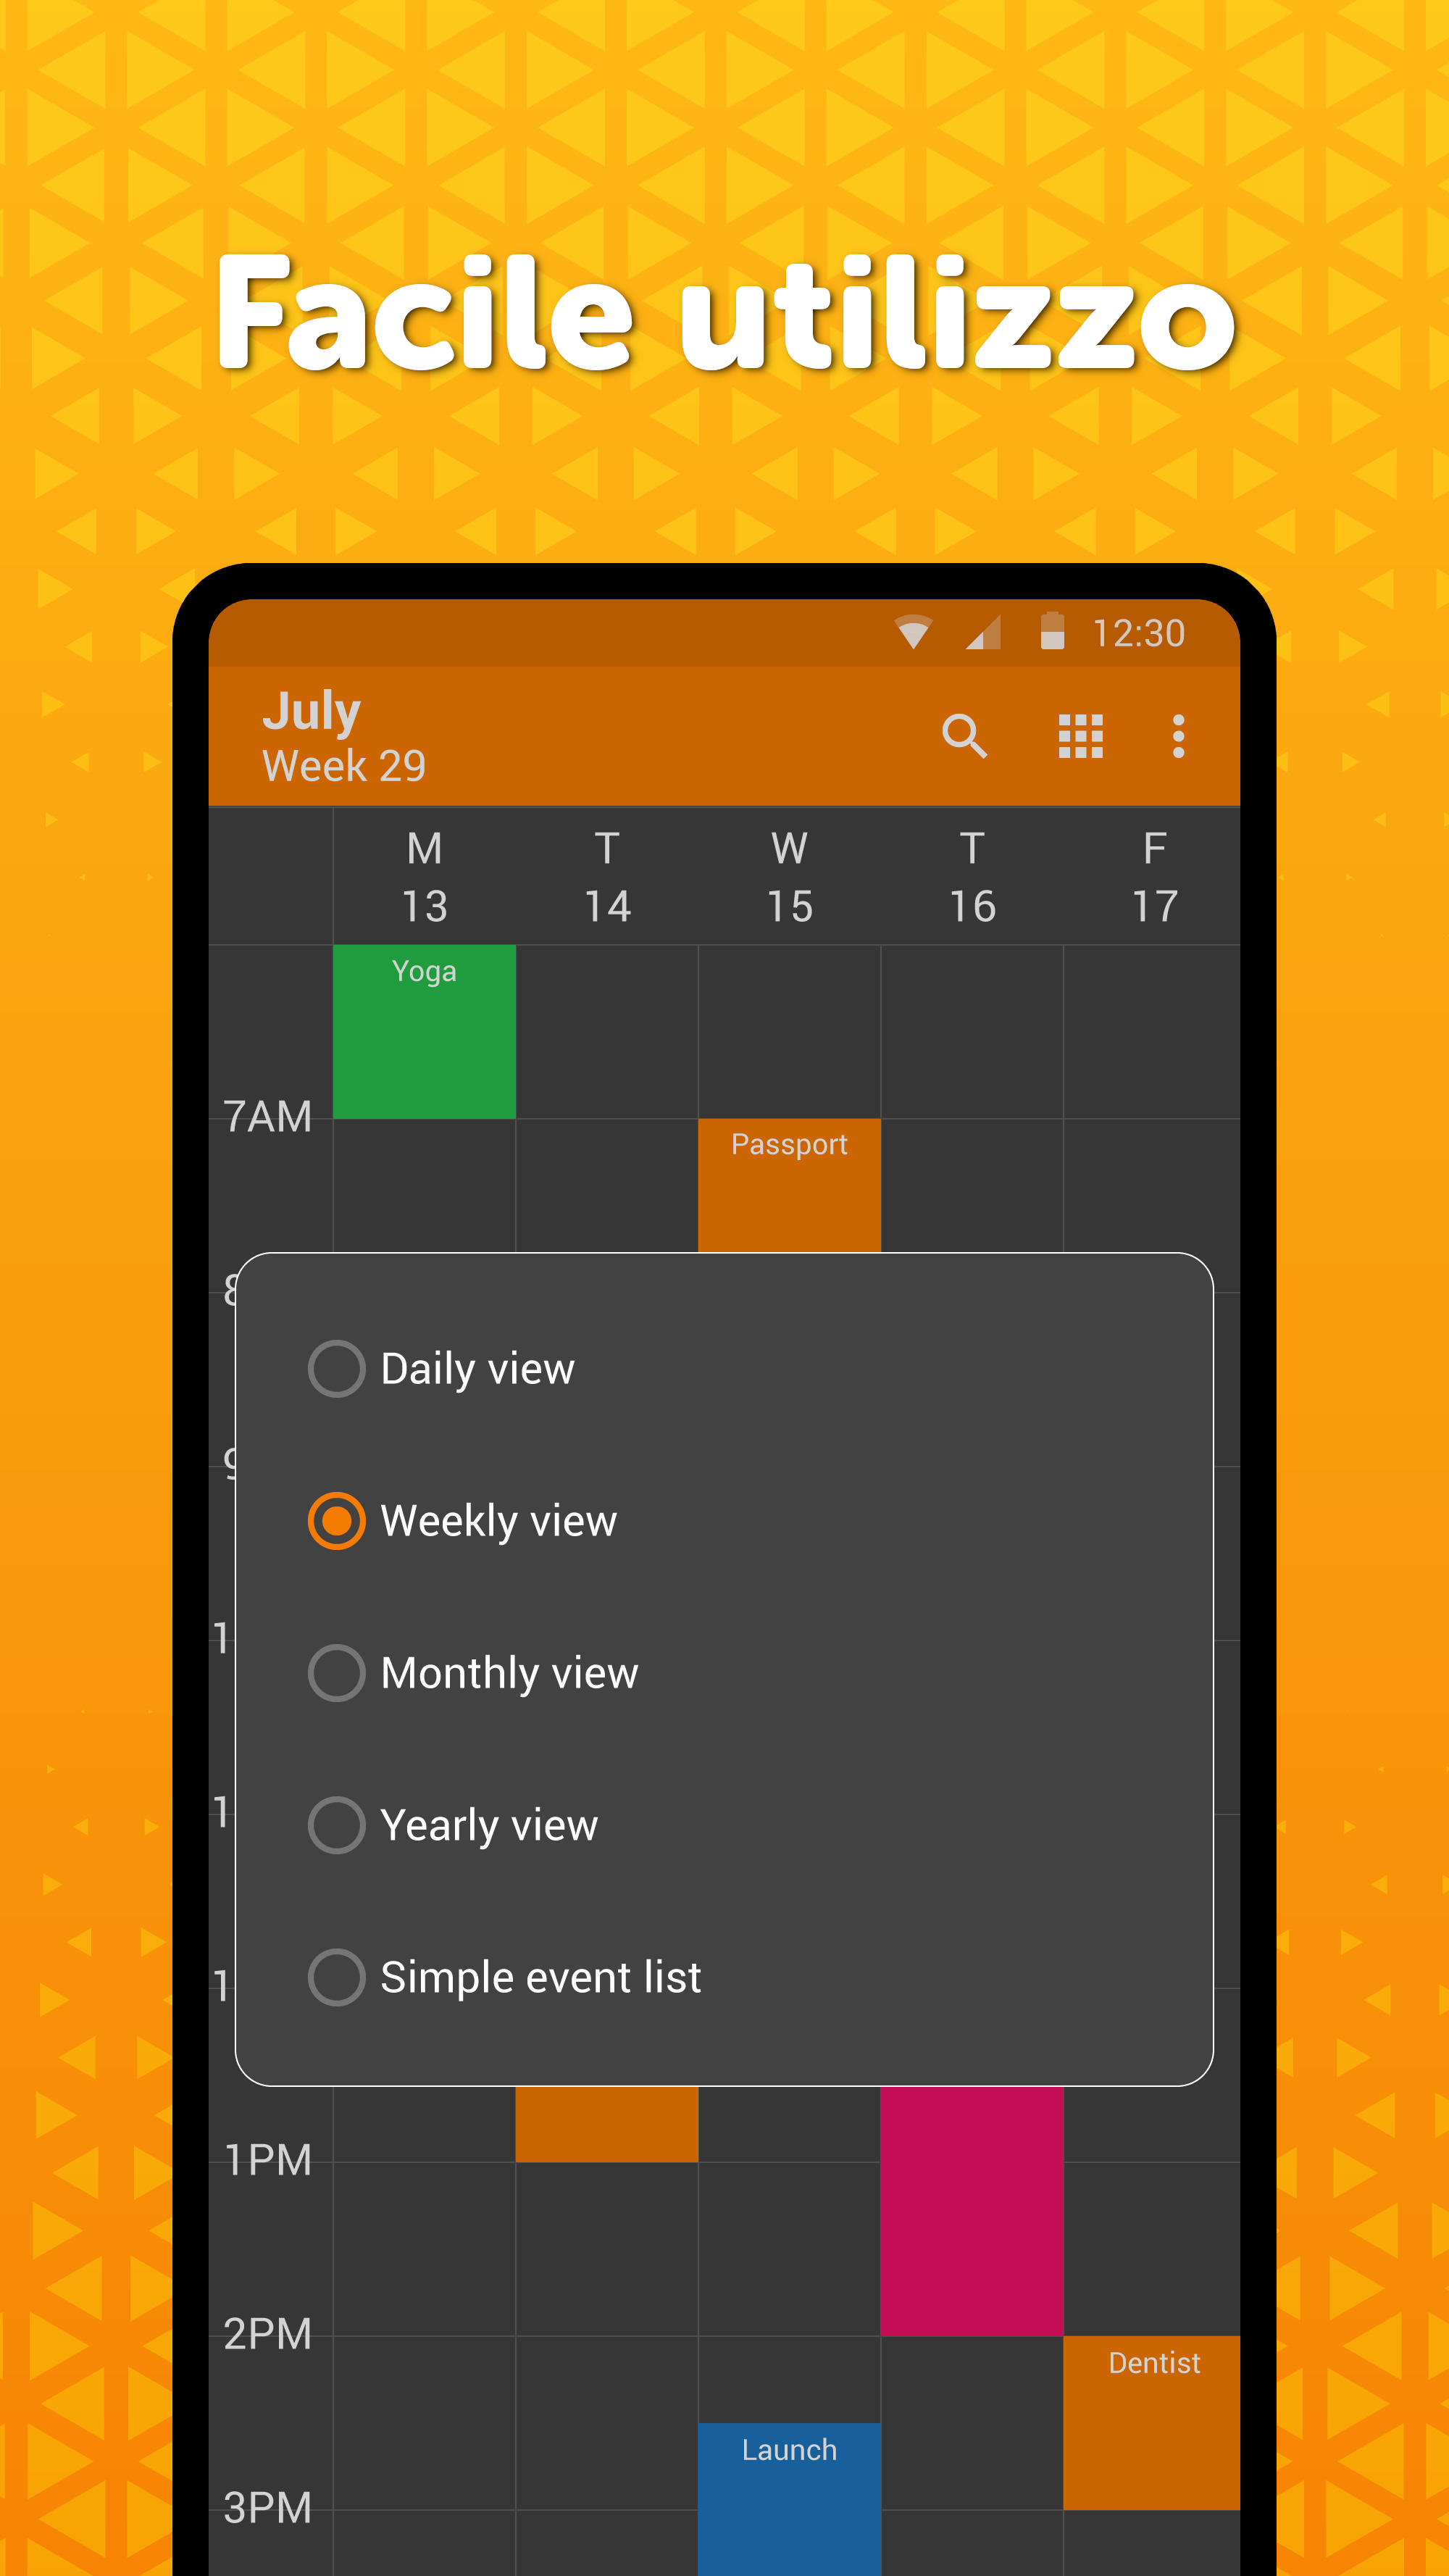 Facile utilizzo
12:30
July
Week 29
M T W T F
13 14 15 16 17
Yoga
7AM
Passport
Daily view
Weekly view
Monthly view
Yearly view
Simple event list
1PM
2PM
Dentist
Launch
3PM